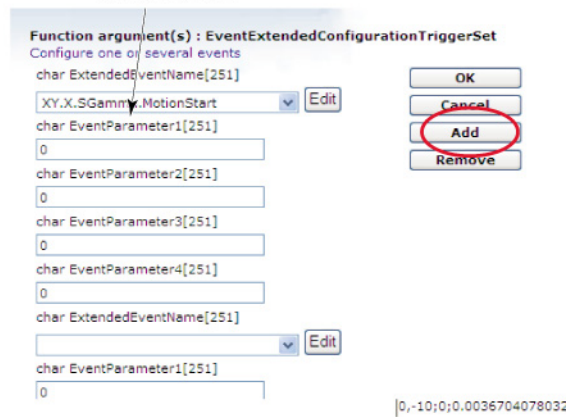 Function argument(s) : EventExtendedConfigurationTriggerSet
Configure one or several events
char ExtendedEventName[251]
XY.X.SGamma.MotionStart
Edit
char EventParameter1[251]
0
char EventParameter2[251]
0
char EventParameter3[251]
0
char EventParameter4[251]
0
char ExtendedEventName[251]
Edit
char EventParameter1[251]
0
OK
Cancel
Add
Remove
0,-10;0;0.0036704078032